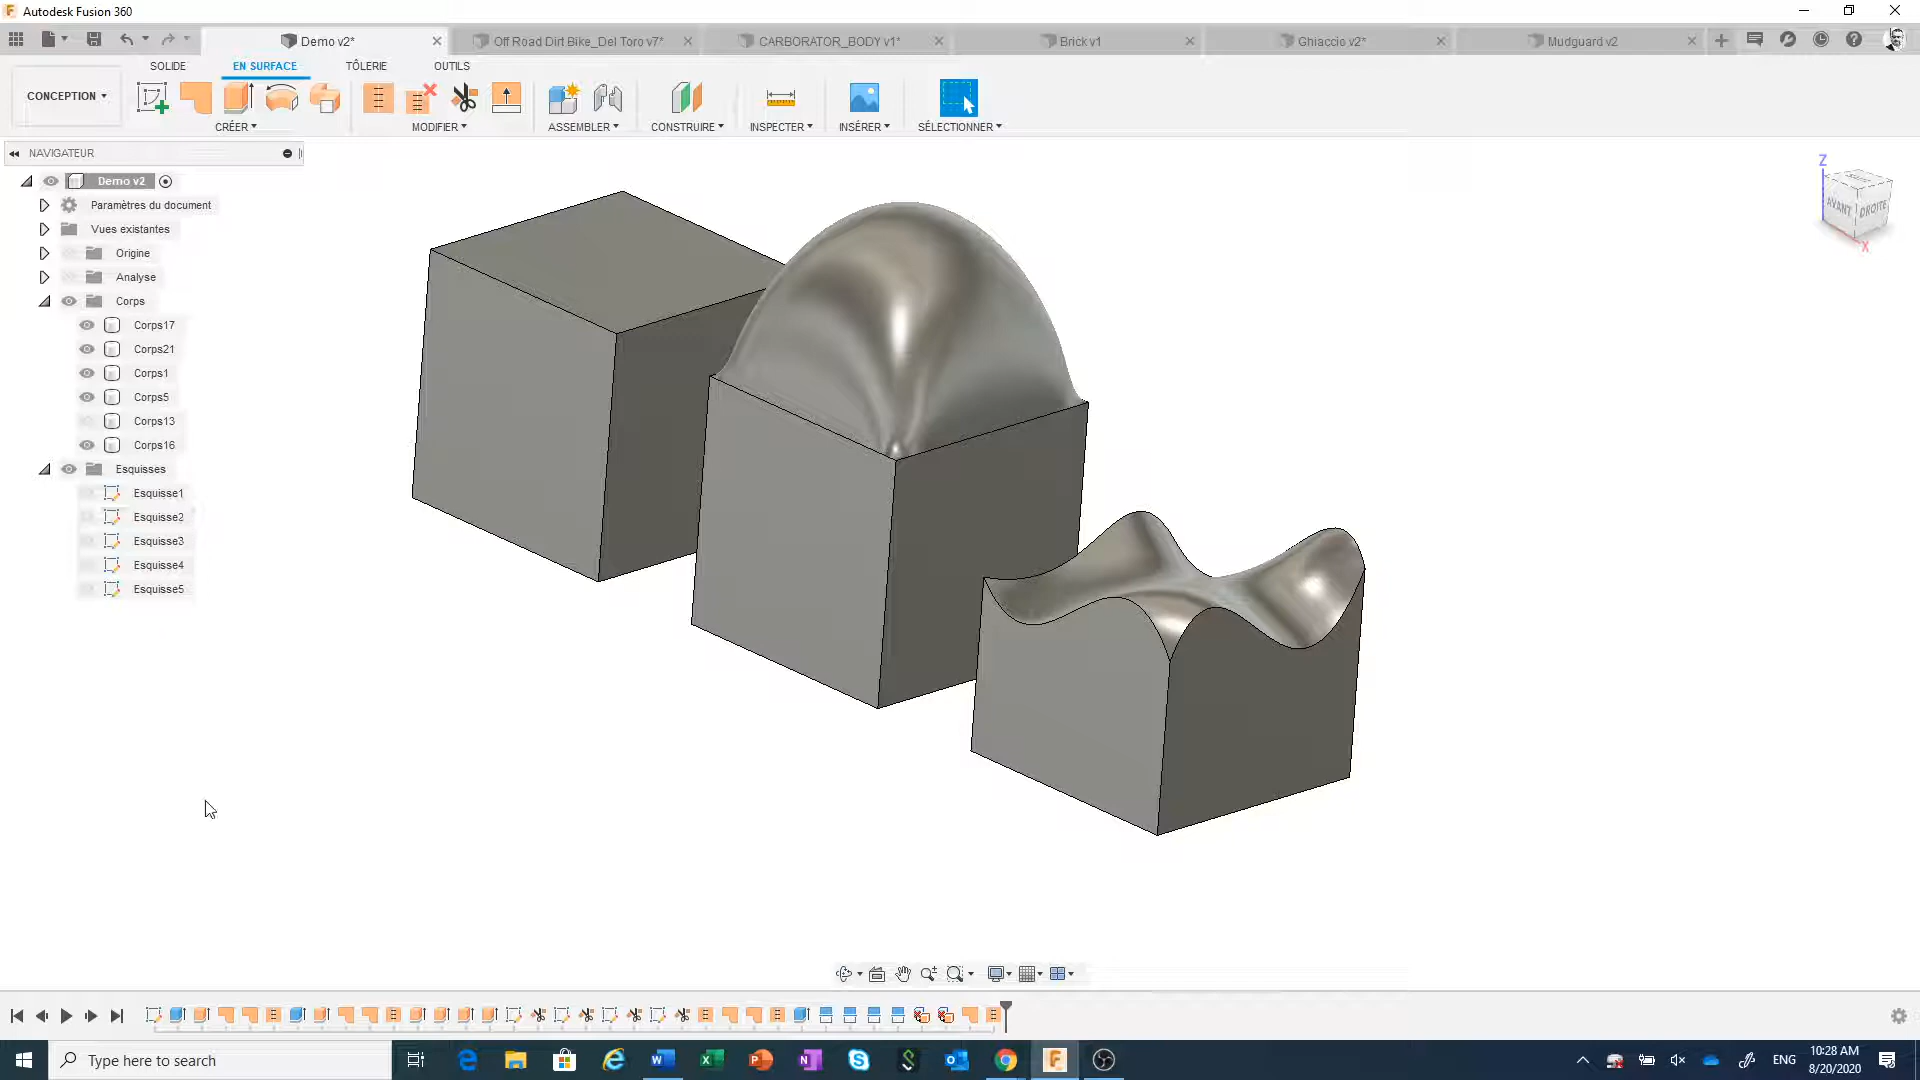 Autodesk Fusion 360
Demo v2*
Off Road Dirt Bike_Del Toro v7*
CARBORATOR_BODY v1*
Brick v1
Ghiaccio v2*
Mudguard v2
SOLIDE
EN SURFACE
TÔLERIE
OUTILS
CONCEPTION
CRÉER
MODIFIER
ASSEMBLER
CONSTRUIRE
INSPECTER
INSÉRER
SÉLECTIONNER
NAVIGATEUR
Demo v2
Paramètres du document
Vues existantes
Origine
Analyse
Corps
Corps17
Corps21
Corps1
Corps5
Corps13
Corps16
Esquisses
Esquisse1
Esquisse2
Esquisse3
Esquisse4
Esquisse5
Z
AVANT
DROITE
X
Type here to search
ENG
10:28 AM
8/20/2020